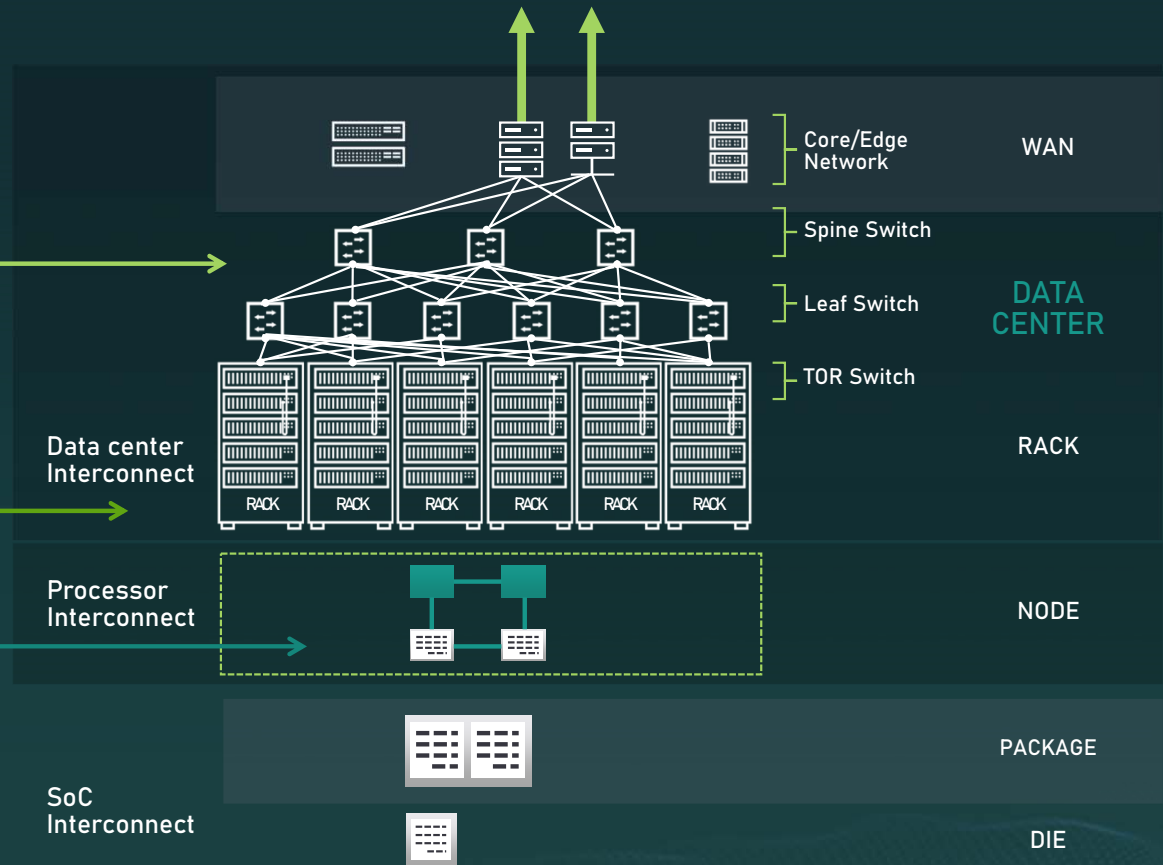 Core/Edge
Network
WAN
Spine Switch
Leaf Switch
DATA
CENTER
TOR Switch
Data center
Interconnect
RACK
RACK
RACK
RACK
RACK
RACK
RACK
Processor
Interconnect
NODE
PACKAGE
SoC
Interconnect
DIE